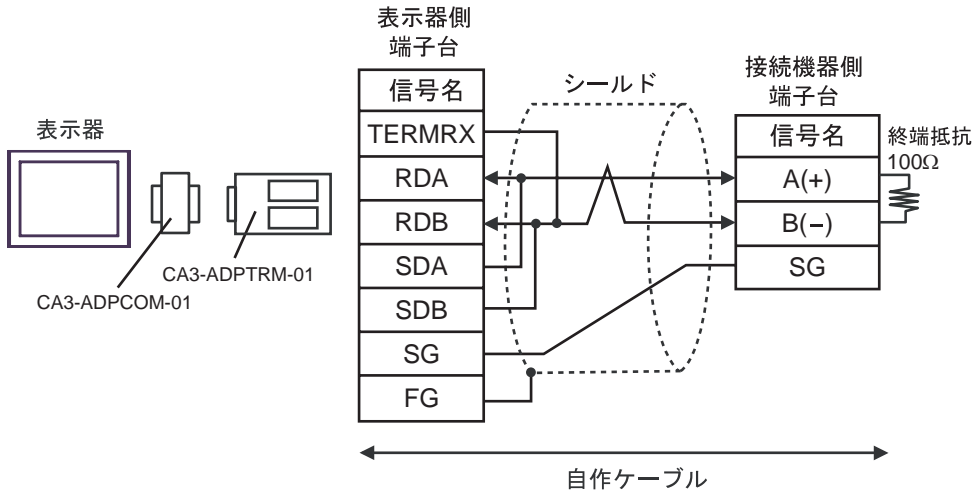 表示器
CA3-ADPTRM-01
CA3-ADPCOM-01
表示器側
端子台
信号名
TERMRX
RDA
RDB
SDA
SDB
SG
FG
シールド
接続機器側
端子台
信号名
A(+)
B(−)
SG
終端抵抗
100Ω
自作ケーブル